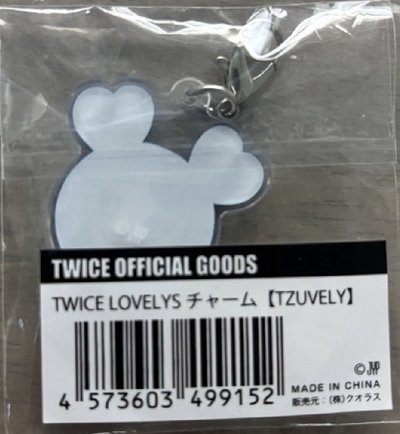 TWICE OFFICIAL GOODS
TWICE LOVELYS チャーム【TZUVELY】
© JYP
MADE IN CHINA
4 573603 499152
販売元：（株）クオラス